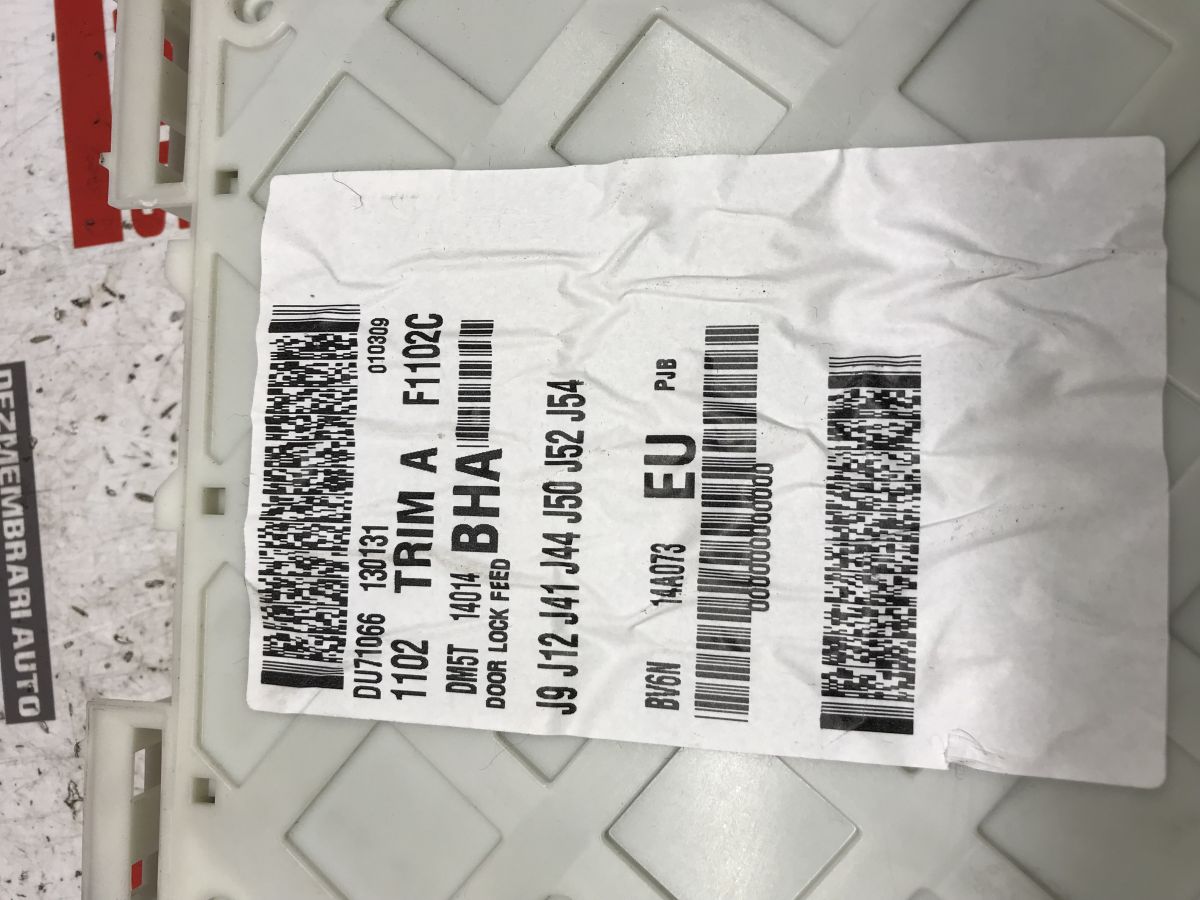 DEZMEMBRARI AUTO
010309
DU71066 130131
1102 TRIM A F1102C
DM5T 14014 BHA
DOOR LOCK FEED
J9 J12 J41 J44 J50 J52 J54
BV6N 14A073 EU PJB